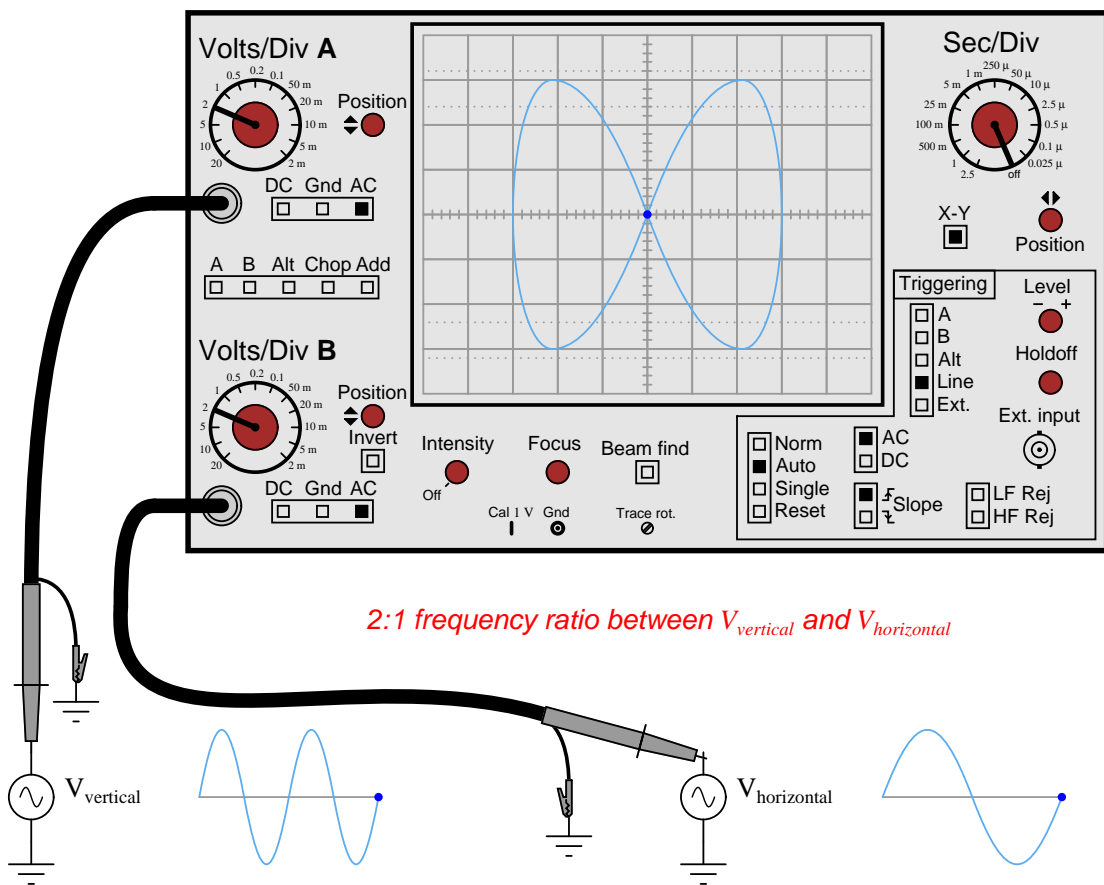 Volts/Div A
0.5 0.2 0.1
1 50 m
2 20 m
5 10 m
10 5 m
20 2 m
Position
DC Gnd AC
A B Alt Chop Add
Volts/Div B
0.5 0.2 0.1
1 50 m
2 20 m
5 10 m
10 5 m
20 2 m
Position
Invert
DC Gnd AC
Intensity
Off
Focus
Beam find
Cal 1 V Gnd
Trace rot.
Sec/Div
250 µ
1 m 50 µ
5 m 10 µ
25 m 2.5 µ
100 m 0.5 µ
500 m 0.1 µ
1 0.025 µ
2.5 off
X-Y
Position
Triggering
A
B
Alt
Line
Ext.
Level
- +
Holdoff
Ext. input
Norm
Auto
Single
Reset
AC
DC
Slope
LF Rej
HF Rej
2:1 frequency ratio between Vvertical and Vhorizontal
Vvertical
Vhorizontal